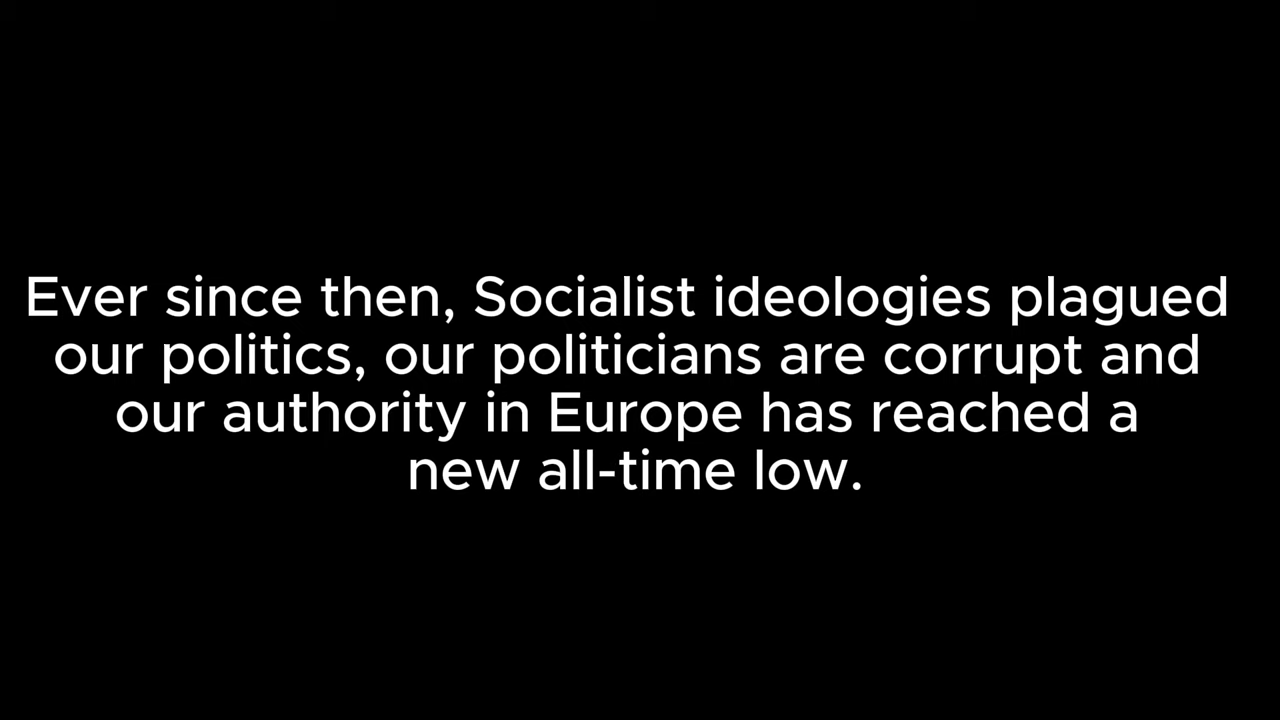 Ever since then, Socialist ideologies plagued
our politics, our politicians are corrupt and
our authority in Europe has reached a
new all-time low.